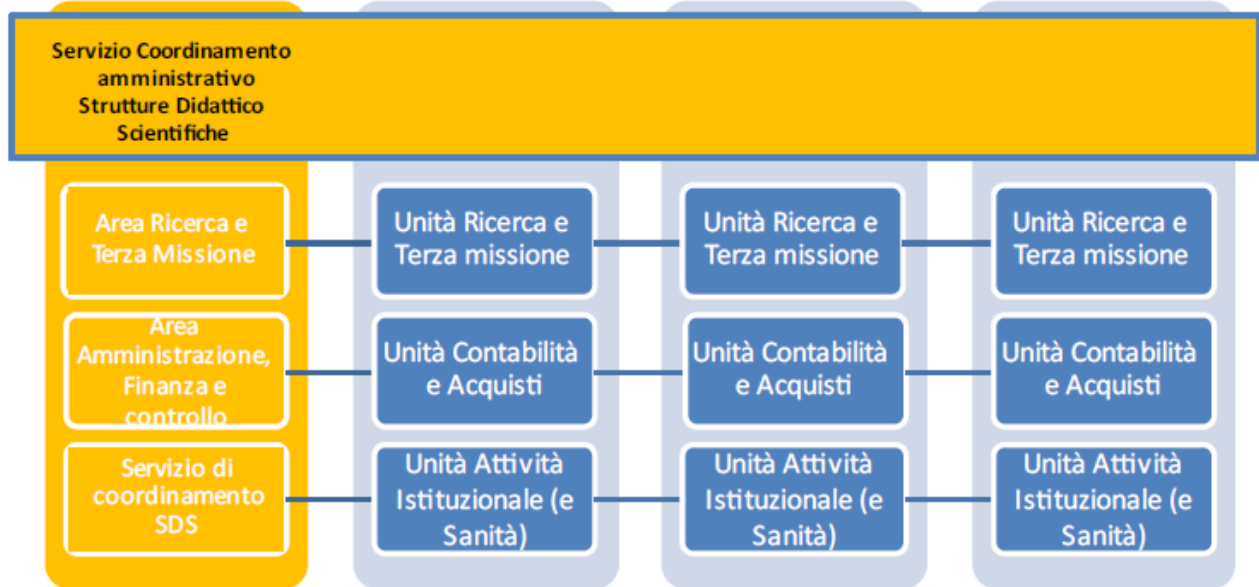 Servizio Coordinamento
amministrativo
Strutture Didattico
Scientifiche
Area Ricerca e
Terza Missione
Unità Ricerca e
Terza missione
Unità Ricerca e
Terza missione
Unità Ricerca e
Terza missione
Area
Amministrazione,
Finanza e
controllo
Unità Contabilità
e Acquisti
Unità Contabilità
e Acquisti
Unità Contabilità
e Acquisti
Servizio di
coordinamento
SDS
Unità Attività
Istituzionale (e
Sanità)
Unità Attività
Istituzionale (e
Sanità)
Unità Attività
Istituzionale (e
Sanità)